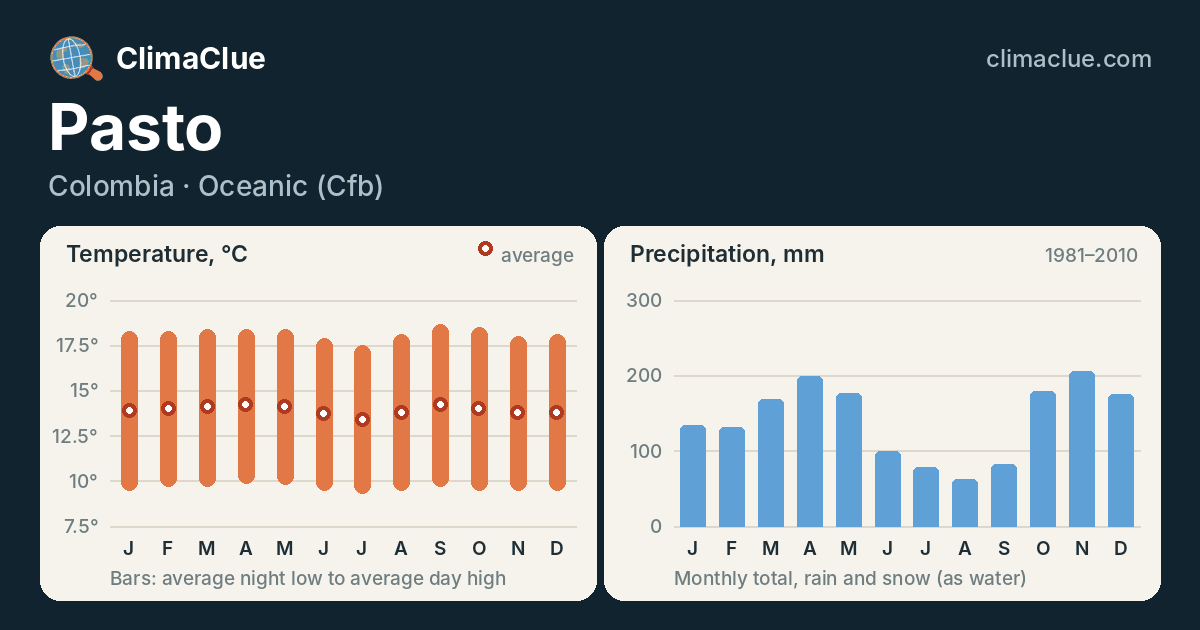 ClimaClue
climaclue.com
Pasto
Colombia · Oceanic (Cfb)
Temperature, °C
average
20°
17.5°
15°
12.5°
10°
7.5°
J F M A M J J A S O N D
Bars: average night low to average day high
Precipitation, mm
1981–2010
300
200
100
0
J F M A M J J A S O N D
Monthly total, rain and snow (as water)